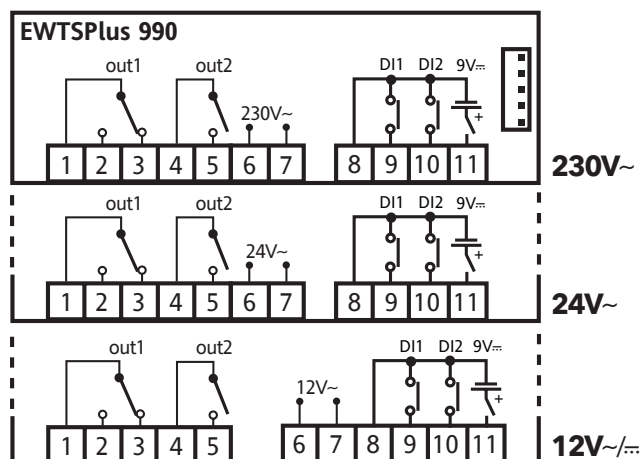 EWTSPlus 990
out1 out2 DI1 DI2 9V⎓
230V~ +
1 2 3 4 5 6 7 8 9 10 11 230V~
out1 out2 DI1 DI2 9V⎓
24V~ +
1 2 3 4 5 6 7 8 9 10 11 24V~
out1 out2 DI1 DI2 9V⎓
12V~ +
1 2 3 4 5 6 7 8 9 10 11 12V~/⎓